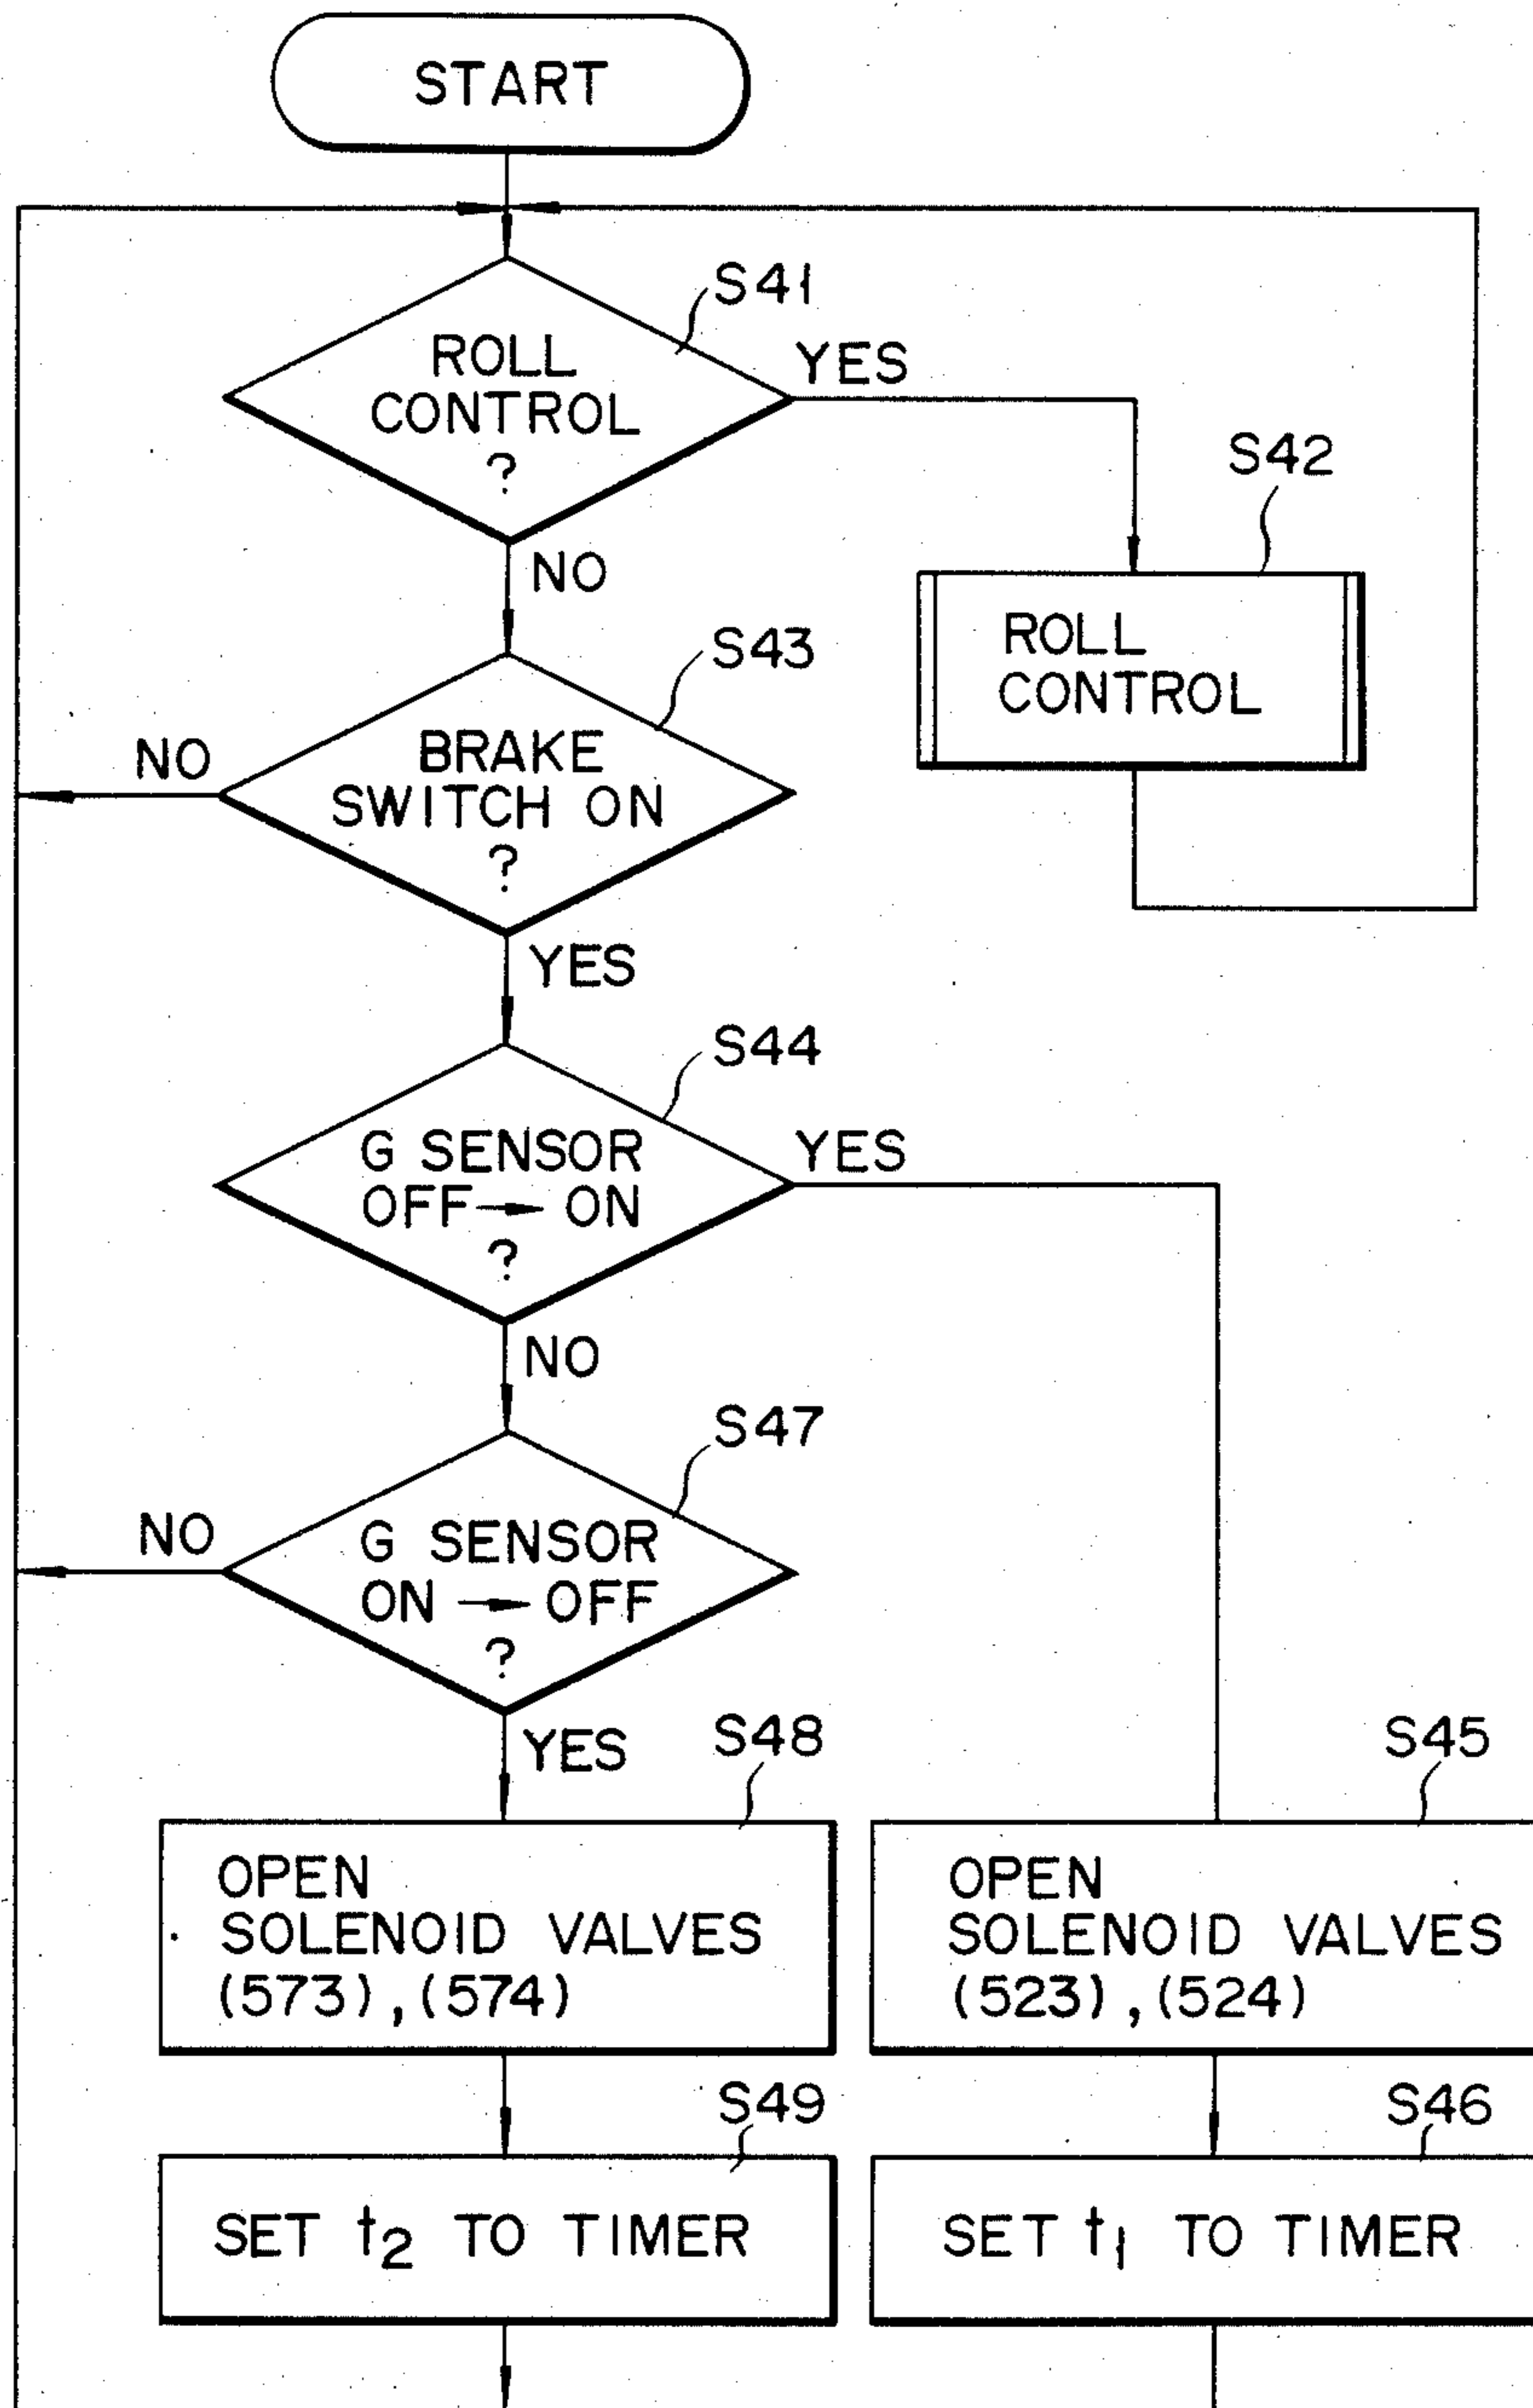 START
S41
ROLL
CONTROL
?
YES
NO
S42
ROLL
CONTROL
S43
BRAKE
SWITCH ON
?
NO
YES
S44
G SENSOR
OFF → ON
?
YES
NO
S47
G SENSOR
ON → OFF
?
NO
YES
S48
OPEN
SOLENOID VALVES
(573), (574)
S45
OPEN
SOLENOID VALVES
(523), (524)
S49
SET t₂ TO TIMER
S46
SET t₁ TO TIMER